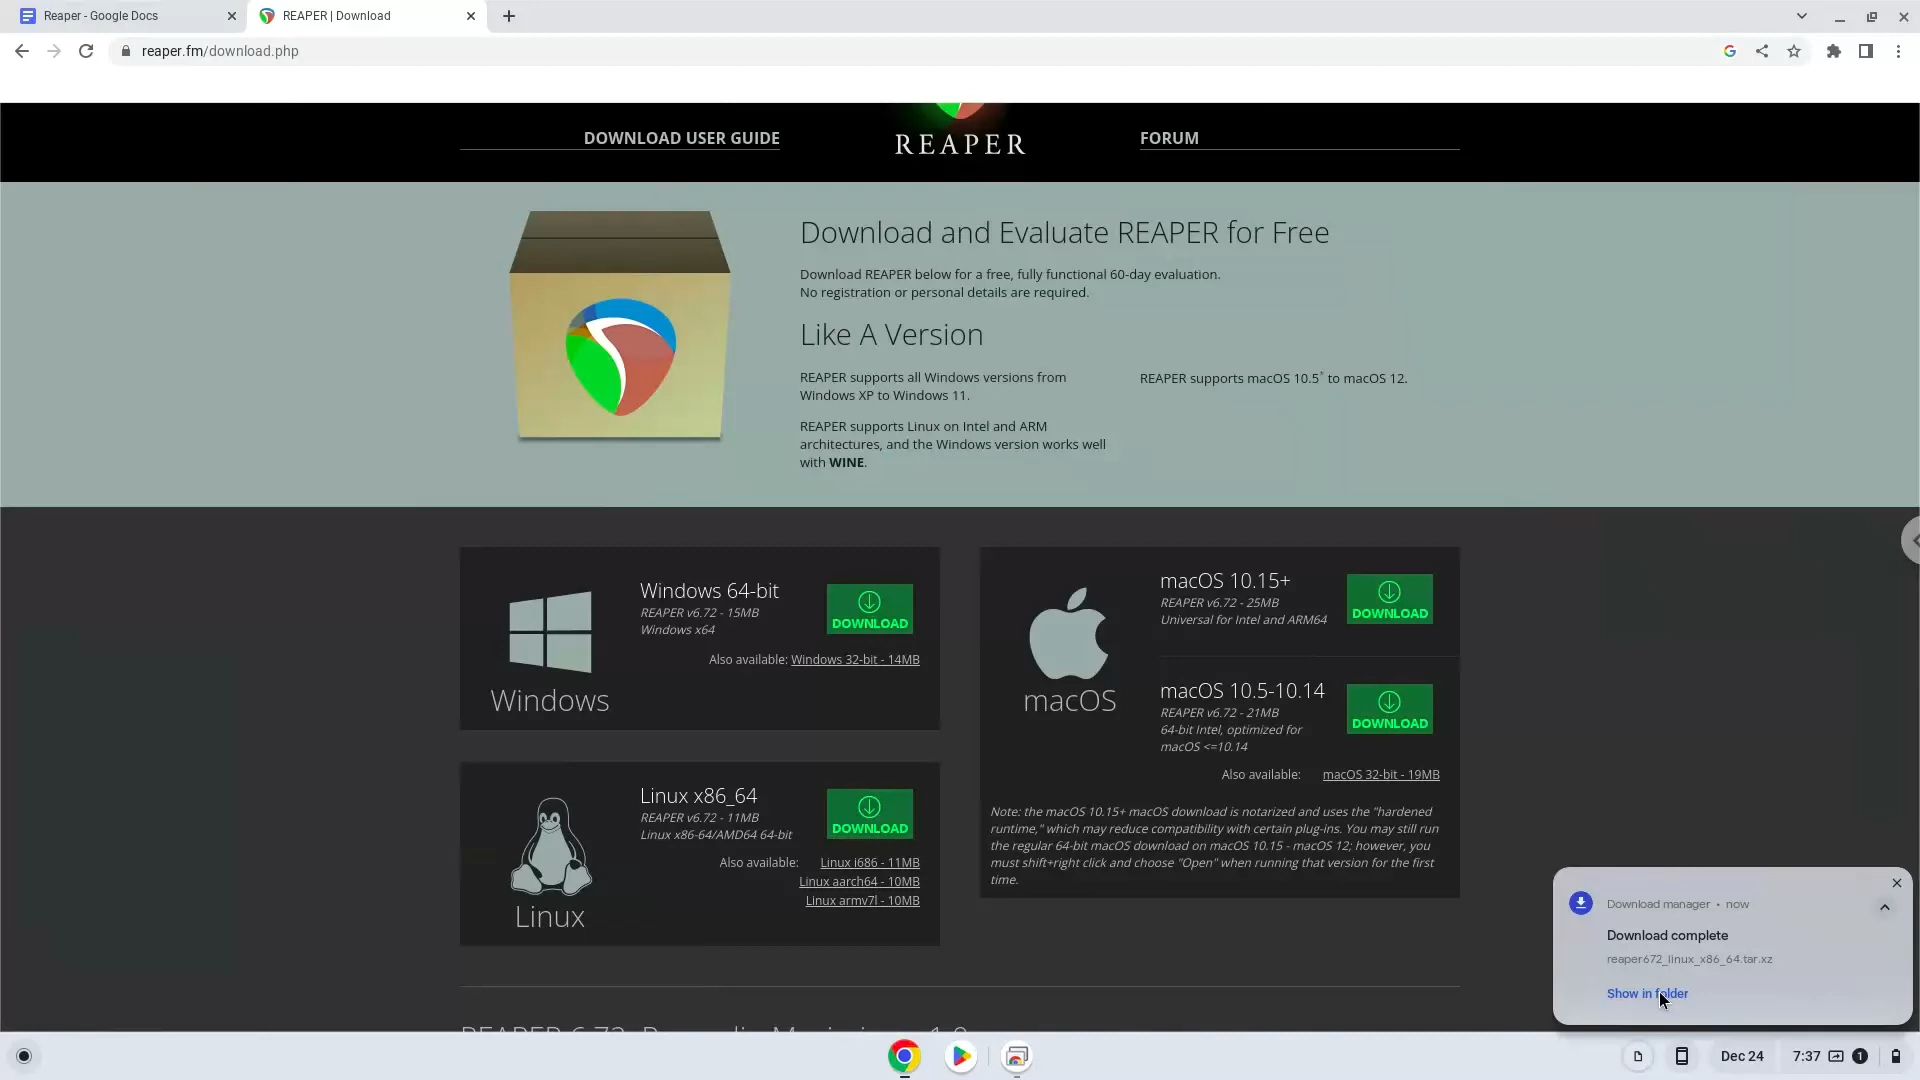 Reaper - Google Docs
REAPER | Download
reaper.fm/download.php
DOWNLOAD USER GUIDE
REAPER
FORUM
Download and Evaluate REAPER for Free
Download REAPER below for a free, fully functional 60-day evaluation.
No registration or personal details are required.
Like A Version
REAPER supports all Windows versions from
Windows XP to Windows 11.
REAPER supports Linux on Intel and ARM
architectures, and the Windows version works well
with WINE.
REAPER supports macOS 10.5* to macOS 12.
Windows
Windows 64-bit
REAPER v6.72 - 15MB
Windows x64
DOWNLOAD
Also available: Windows 32-bit - 14MB
macOS
macOS 10.15+
REAPER v6.72 - 25MB
Universal for Intel and ARM64
DOWNLOAD
macOS 10.5-10.14
REAPER v6.72 - 21MB
64-bit Intel, optimized for
macOS <=10.14
DOWNLOAD
Also available: macOS 32-bit - 19MB
Note: the macOS 10.15+ macOS download is notarized and uses the "hardened
runtime," which may reduce compatibility with certain plug-ins. You may still run
the regular 64-bit macOS download on macOS 10.15 - macOS 12; however, you
must shift+right click and choose "Open" when running that version for the first
time.
Linux
Linux x86_64
REAPER v6.72 - 11MB
Linux x86-64/AMD64 64-bit
DOWNLOAD
Also available: Linux i686 - 11MB
Linux aarch64 - 10MB
Linux armv7l - 10MB
Download manager • now
Download complete
reaper672_linux_x86_64.tar.xz
Show in folder
Dec 24
7:37
1